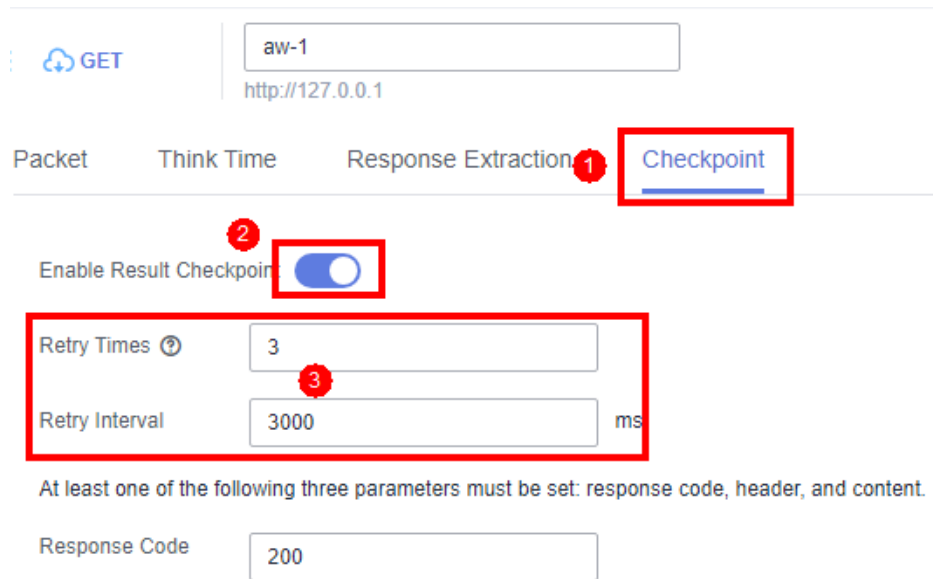 GET
aw-1
http://127.0.0.1
Packet Think Time Response Extraction 1 Checkpoint
2
Enable Result Checkpoint
Retry Times ? 3
3
Retry Interval 3000 ms
At least one of the following three parameters must be set: response code, header, and content.
Response Code 200